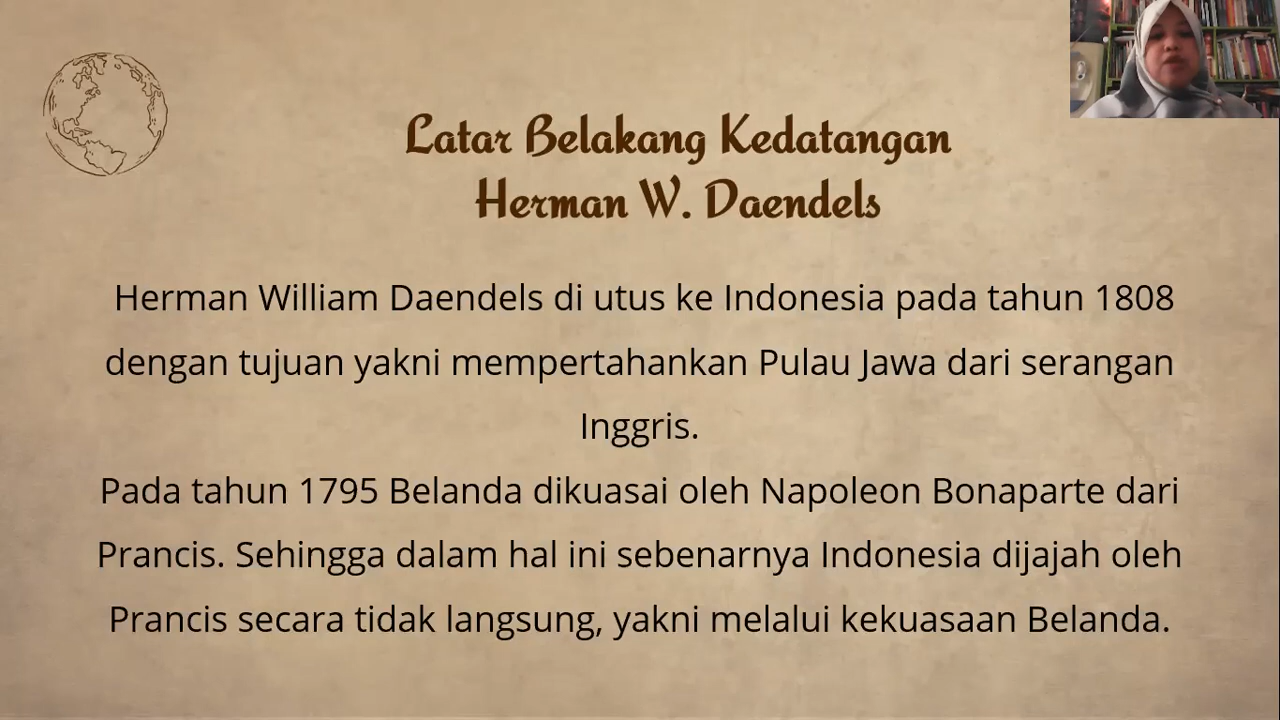 Latar Belakang Kedatangan
Herman W. Daendels
Herman William Daendels di utus ke Indonesia pada tahun 1808
dengan tujuan yakni mempertahankan Pulau Jawa dari serangan
Inggris.
Pada tahun 1795 Belanda dikuasai oleh Napoleon Bonaparte dari
Prancis. Sehingga dalam hal ini sebenarnya Indonesia dijajah oleh
Prancis secara tidak langsung, yakni melalui kekuasaan Belanda.